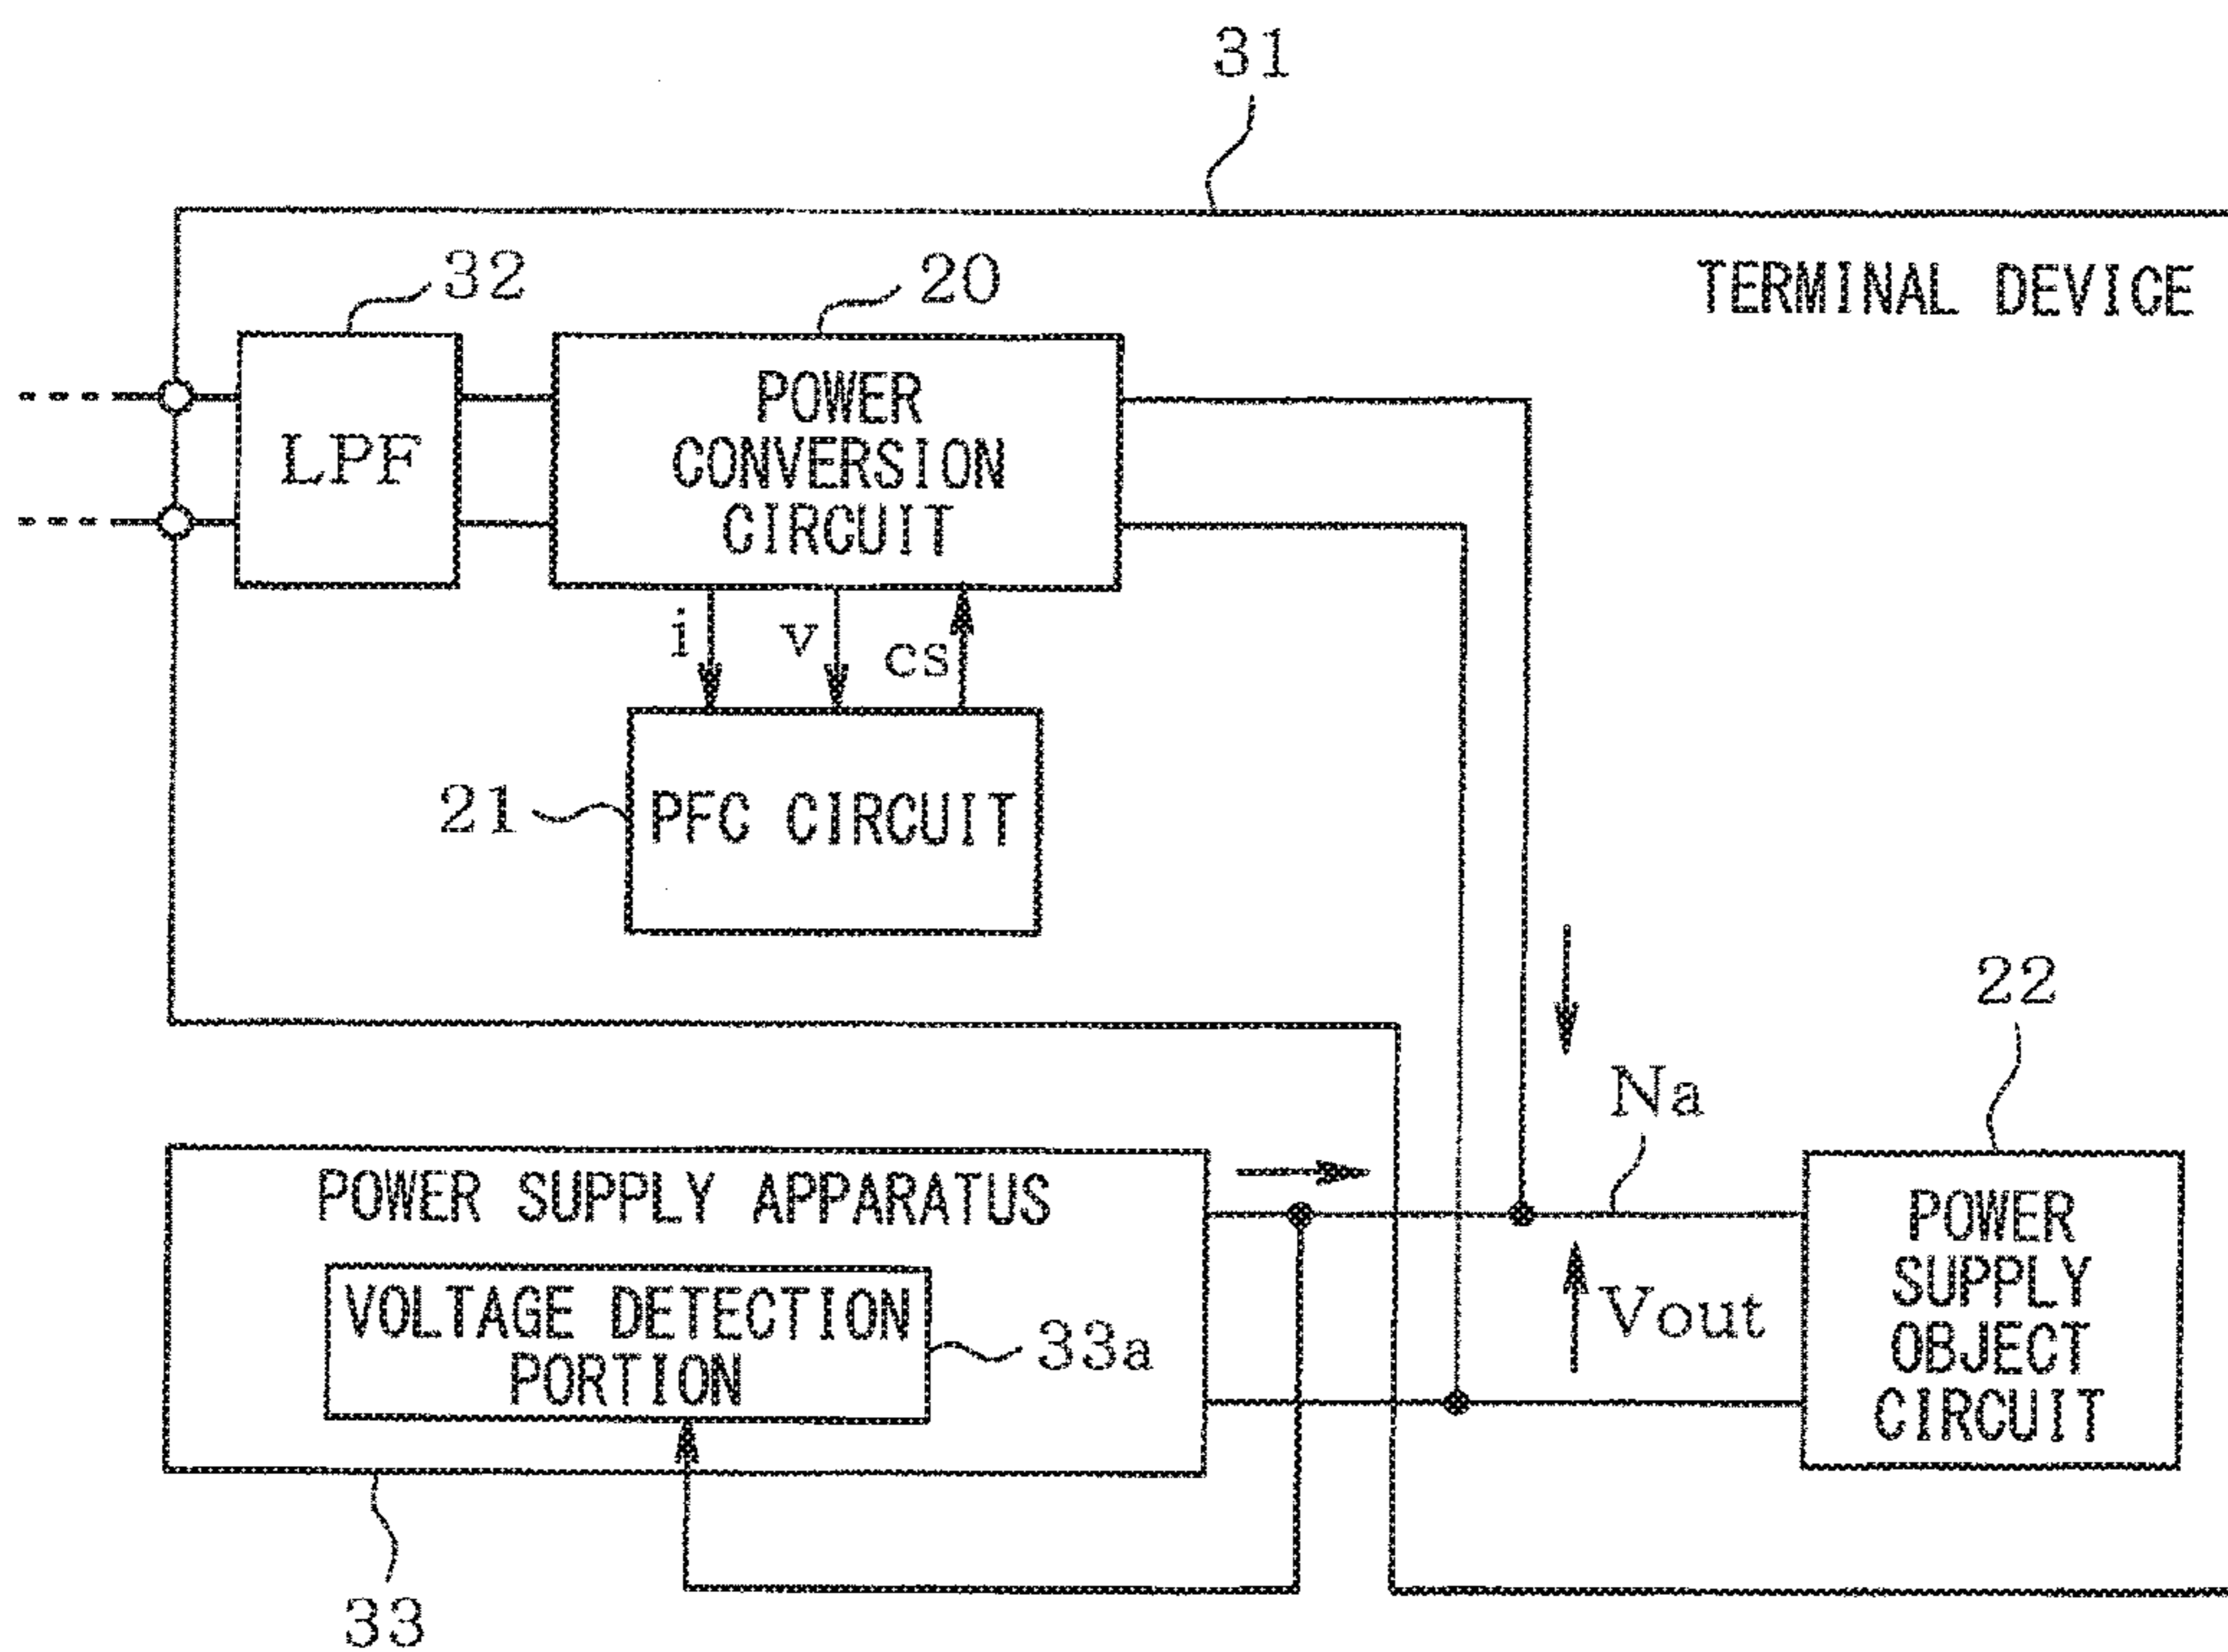 31
TERMINAL DEVICE
32
20
LPF
POWER
CONVERSION
CIRCUIT
i
v
cs
21
PFC CIRCUIT
22
Na
POWER SUPPLY APPARATUS
VOLTAGE DETECTION
PORTION
33a
Vout
POWER
SUPPLY
OBJECT
CIRCUIT
33